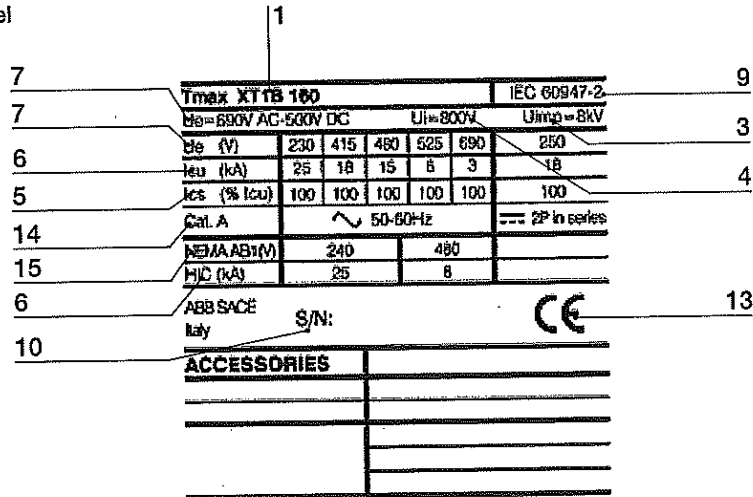 el
1
7 Tmax XT1B 160 IEC 60947-2 9
7 Ue=690V AC-500V DC Ui=800V Uimp=8kV 3
Ue (V) 230 415 480 525 690 250
6 Icu (kA) 25 18 15 8 3 18 4
5 Ics (% Icu) 100 100 100 100 100 100
14 Cat. A 50-60Hz 2P in series
15 NEMA AB1(V) 240 480
6 HIC (kA) 25 8
ABB SACE
Italy S/N: CE 13
10
ACCESSORIES